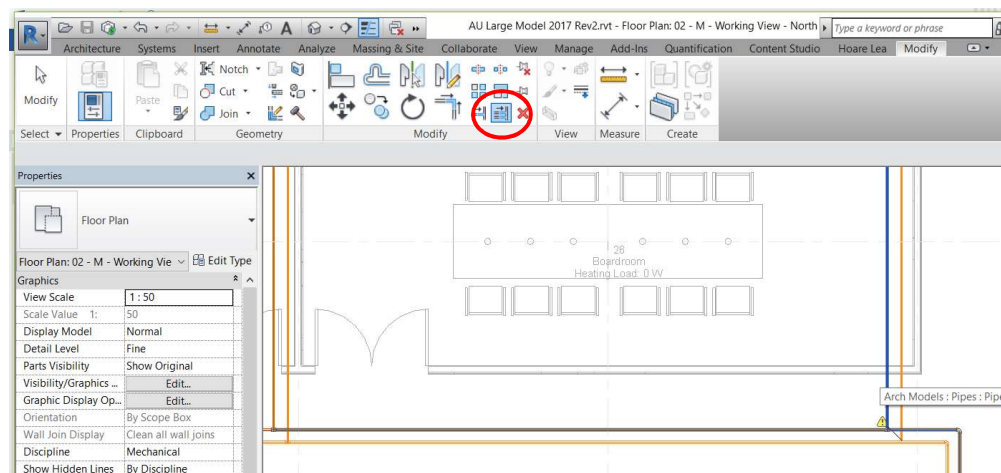 AU Large Model 2017 Rev2.rvt - Floor Plan: 02 - M - Working View - North
Type a keyword or phrase
R
A
Architecture Systems Insert Annotate Analyze Massing & Site Collaborate View Manage Add-Ins Quantification Content Studio Hoare Lea Modify
Modify
Paste
Notch
Cut
Join
Select Properties Clipboard Geometry Modify View Measure Create
Properties
Floor Plan
Floor Plan: 02 - M - Working Vie
Edit Type
Graphics
View Scale 1 : 50
Scale Value 1: 50
Display Model Normal
Detail Level Fine
Parts Visibility Show Original
Visibility/Graphics ... Edit...
Graphic Display Op... Edit...
Orientation By Scope Box
Wall Join Display Clean all wall joins
Discipline Mechanical
Show Hidden Lines By Discipline
26
Boardroom
Heating Load: 0 W
Arch Models : Pipes : Pipe